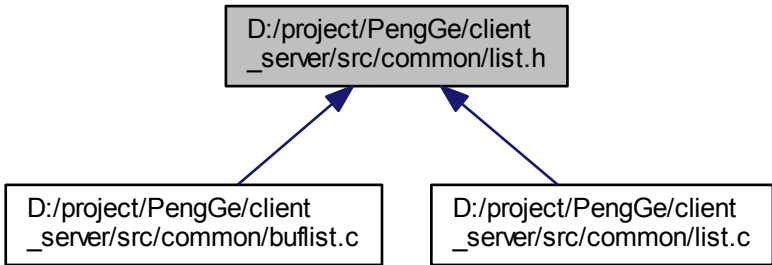 D:/project/PengGe/client
_server/src/common/list.h
D:/project/PengGe/client
_server/src/common/buflist.c
D:/project/PengGe/client
_server/src/common/list.c